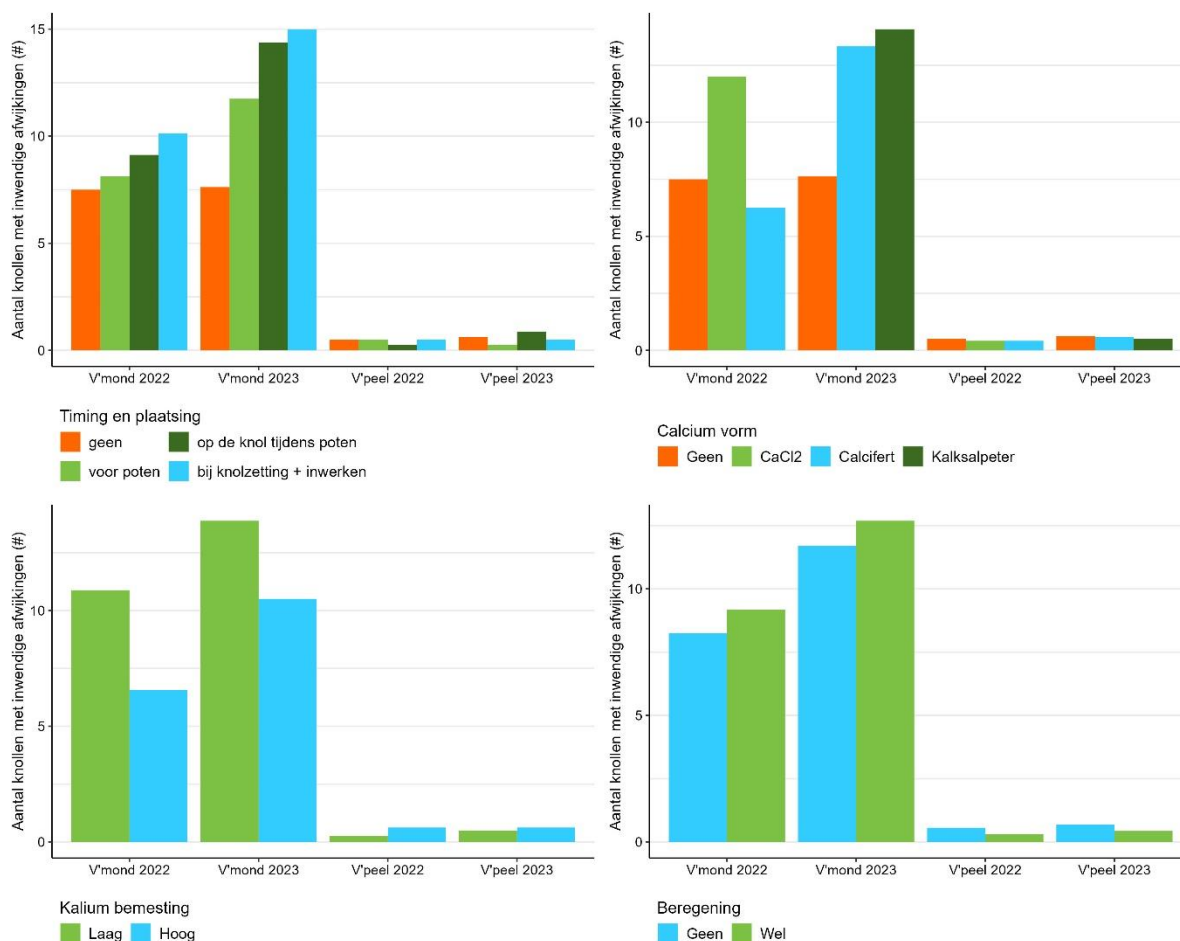 Aantal knollen met inwendige afwijkingen (#)
15
10
5
0
V'mond 2022 V'mond 2023 V'peel 2022 V'peel 2023
Timing en plaatsing
geen op de knol tijdens poten
voor poten bij knolzetting + inwerken
Aantal knollen met inwendige afwijkingen (#)
10
5
0
V'mond 2022 V'mond 2023 V'peel 2022 V'peel 2023
Calcium vorm
Geen CaCl2 Calcifert Kalksalpeter
Aantal knollen met inwendige afwijkingen (#)
10
5
0
V'mond 2022 V'mond 2023 V'peel 2022 V'peel 2023
Kalium bemesting
Laag Hoog
Aantal knollen met inwendige afwijkingen (#)
10
5
0
V'mond 2022 V'mond 2023 V'peel 2022 V'peel 2023
Beregening
Geen Wel